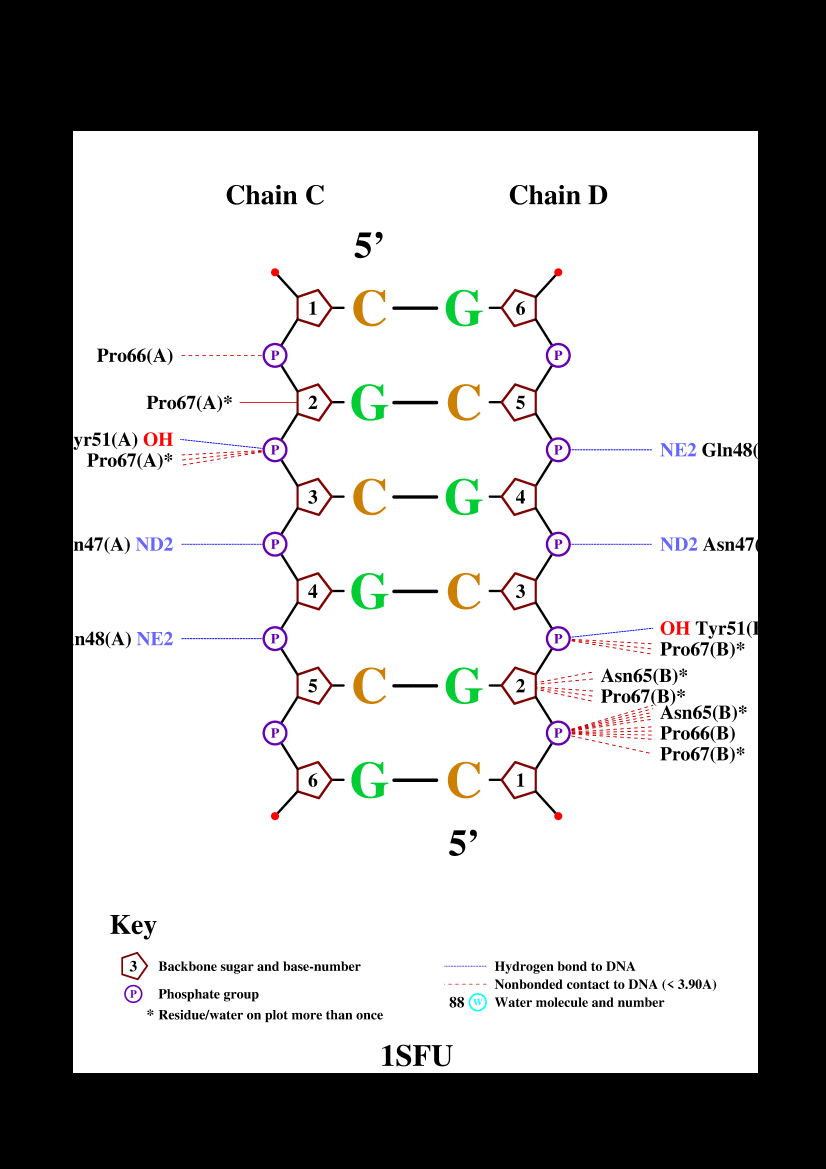 Chain C Chain D
5’
1 C G 6
P P
Pro66(A)
Pro67(A)* 2 G C 5
yr51(A) OH P P NE2 Gln48(
Pro67(A)*
3 C G 4
n47(A) ND2 P P ND2 Asn47(
4 G C 3
n48(A) NE2 P P OH Tyr51(
Pro67(B)*
5 C G 2 Asn65(B)*
Pro67(B)*
Asn65(B)*
P P Pro66(B)
Pro67(B)*
6 G C 1
5’
Key
3 Backbone sugar and base-number
P Phosphate group
* Residue/water on plot more than once
Hydrogen bond to DNA
Nonbonded contact to DNA (< 3.90A)
88 W Water molecule and number
1SFU